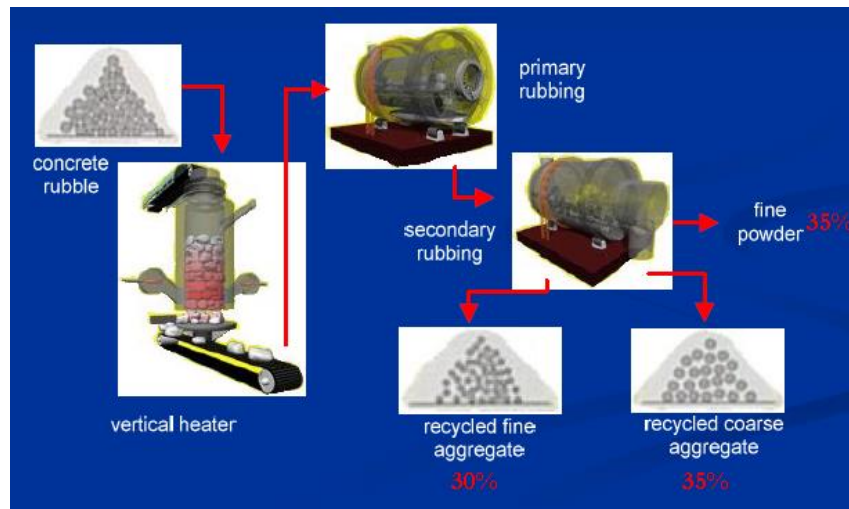 concrete
rubble
vertical heater
primary
rubbing
secondary
rubbing
fine
powder 35%
recycled fine
aggregate
30%
recycled coarse
aggregate
35%